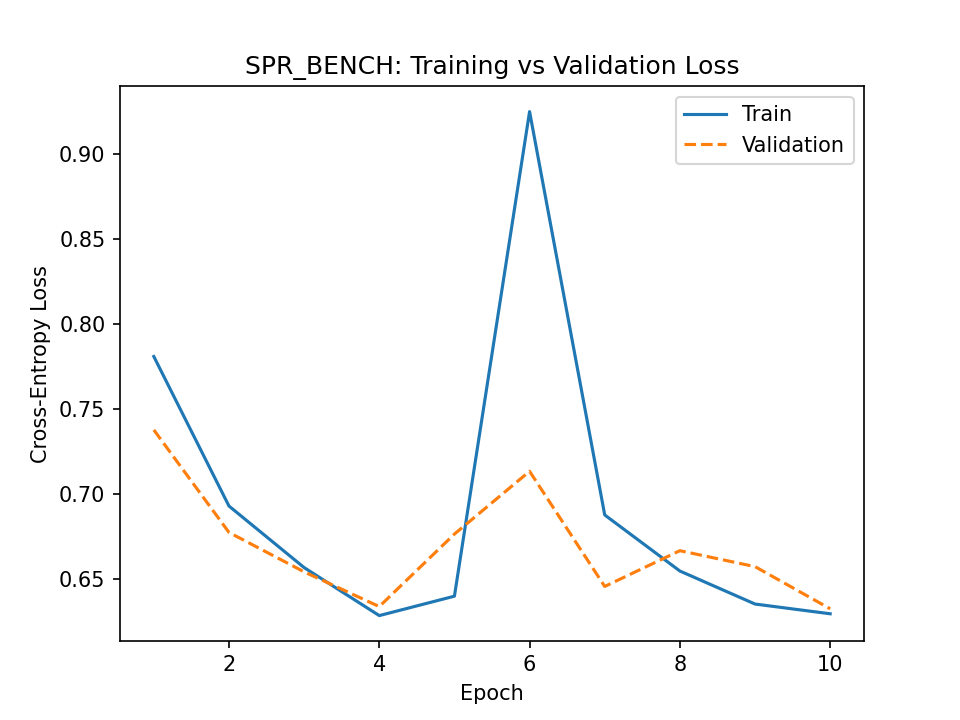 SPR_BENCH: Training vs Validation Loss
Train
Validation
Cross-Entropy Loss
0.90
0.85
0.80
0.75
0.70
0.65
2
4
6
8
10
Epoch